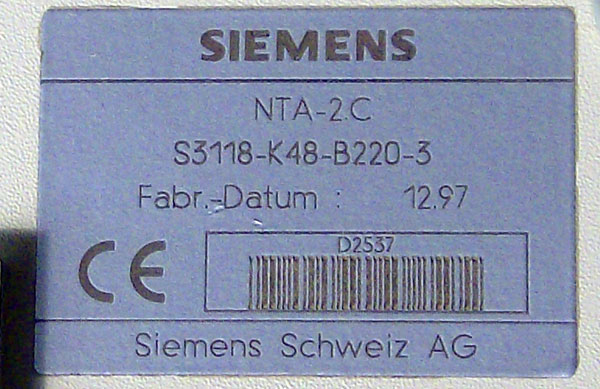 SIEMENS
NTA-2.C
S3118-K48-B220-3
Fabr.-Datum : 12.97
D2537
CE
Siemens Schweiz AG